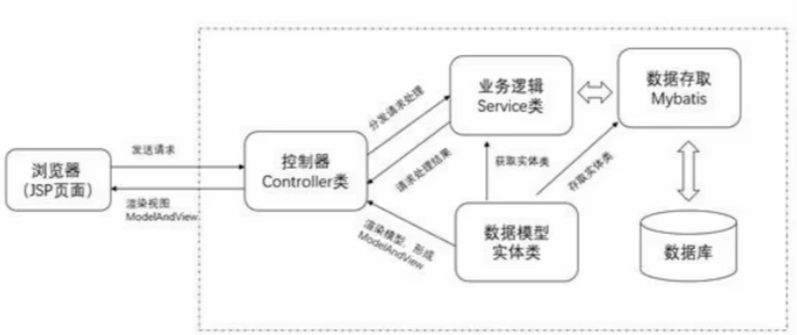 业务逻辑
Service类
数据存取
Mybatis
分发请求处理
发送请求
控制器
Controller类
浏览器
（JSP页面）
请求处理结果
获取实体类
存取实体类
渲染视图
ModelAndView
渲染模型，形成
ModelAndView
数据模型
实体类
数据库